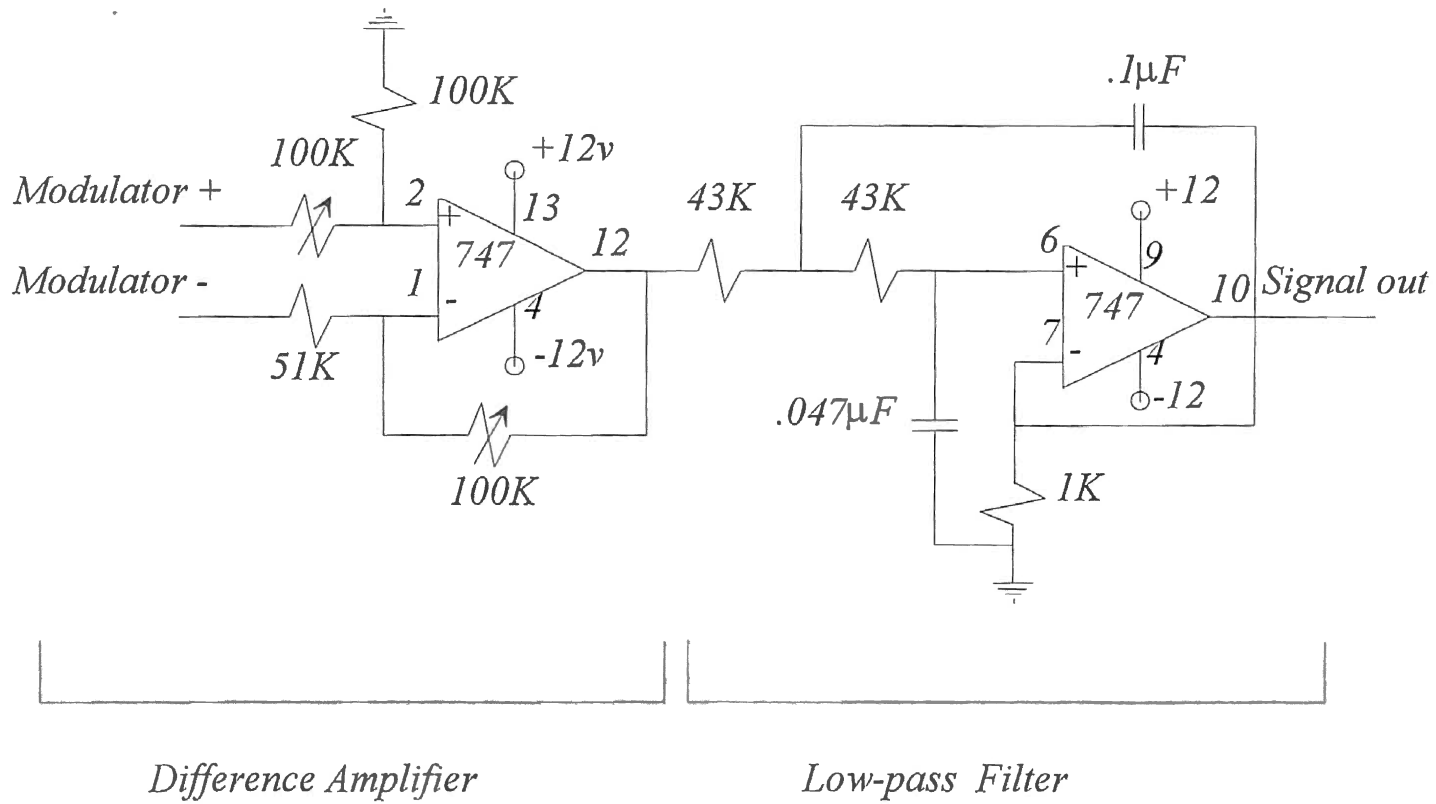 100K
.1µF
100K
+12v
Modulator +
2
13
43K
43K
+12
+
747
12
6
9
Modulator -
1
+
747
10
Signal out
-
4
7
-
4
51K
-12v
-12
.047µF
100K
1K
Difference Amplifier
Low-pass Filter